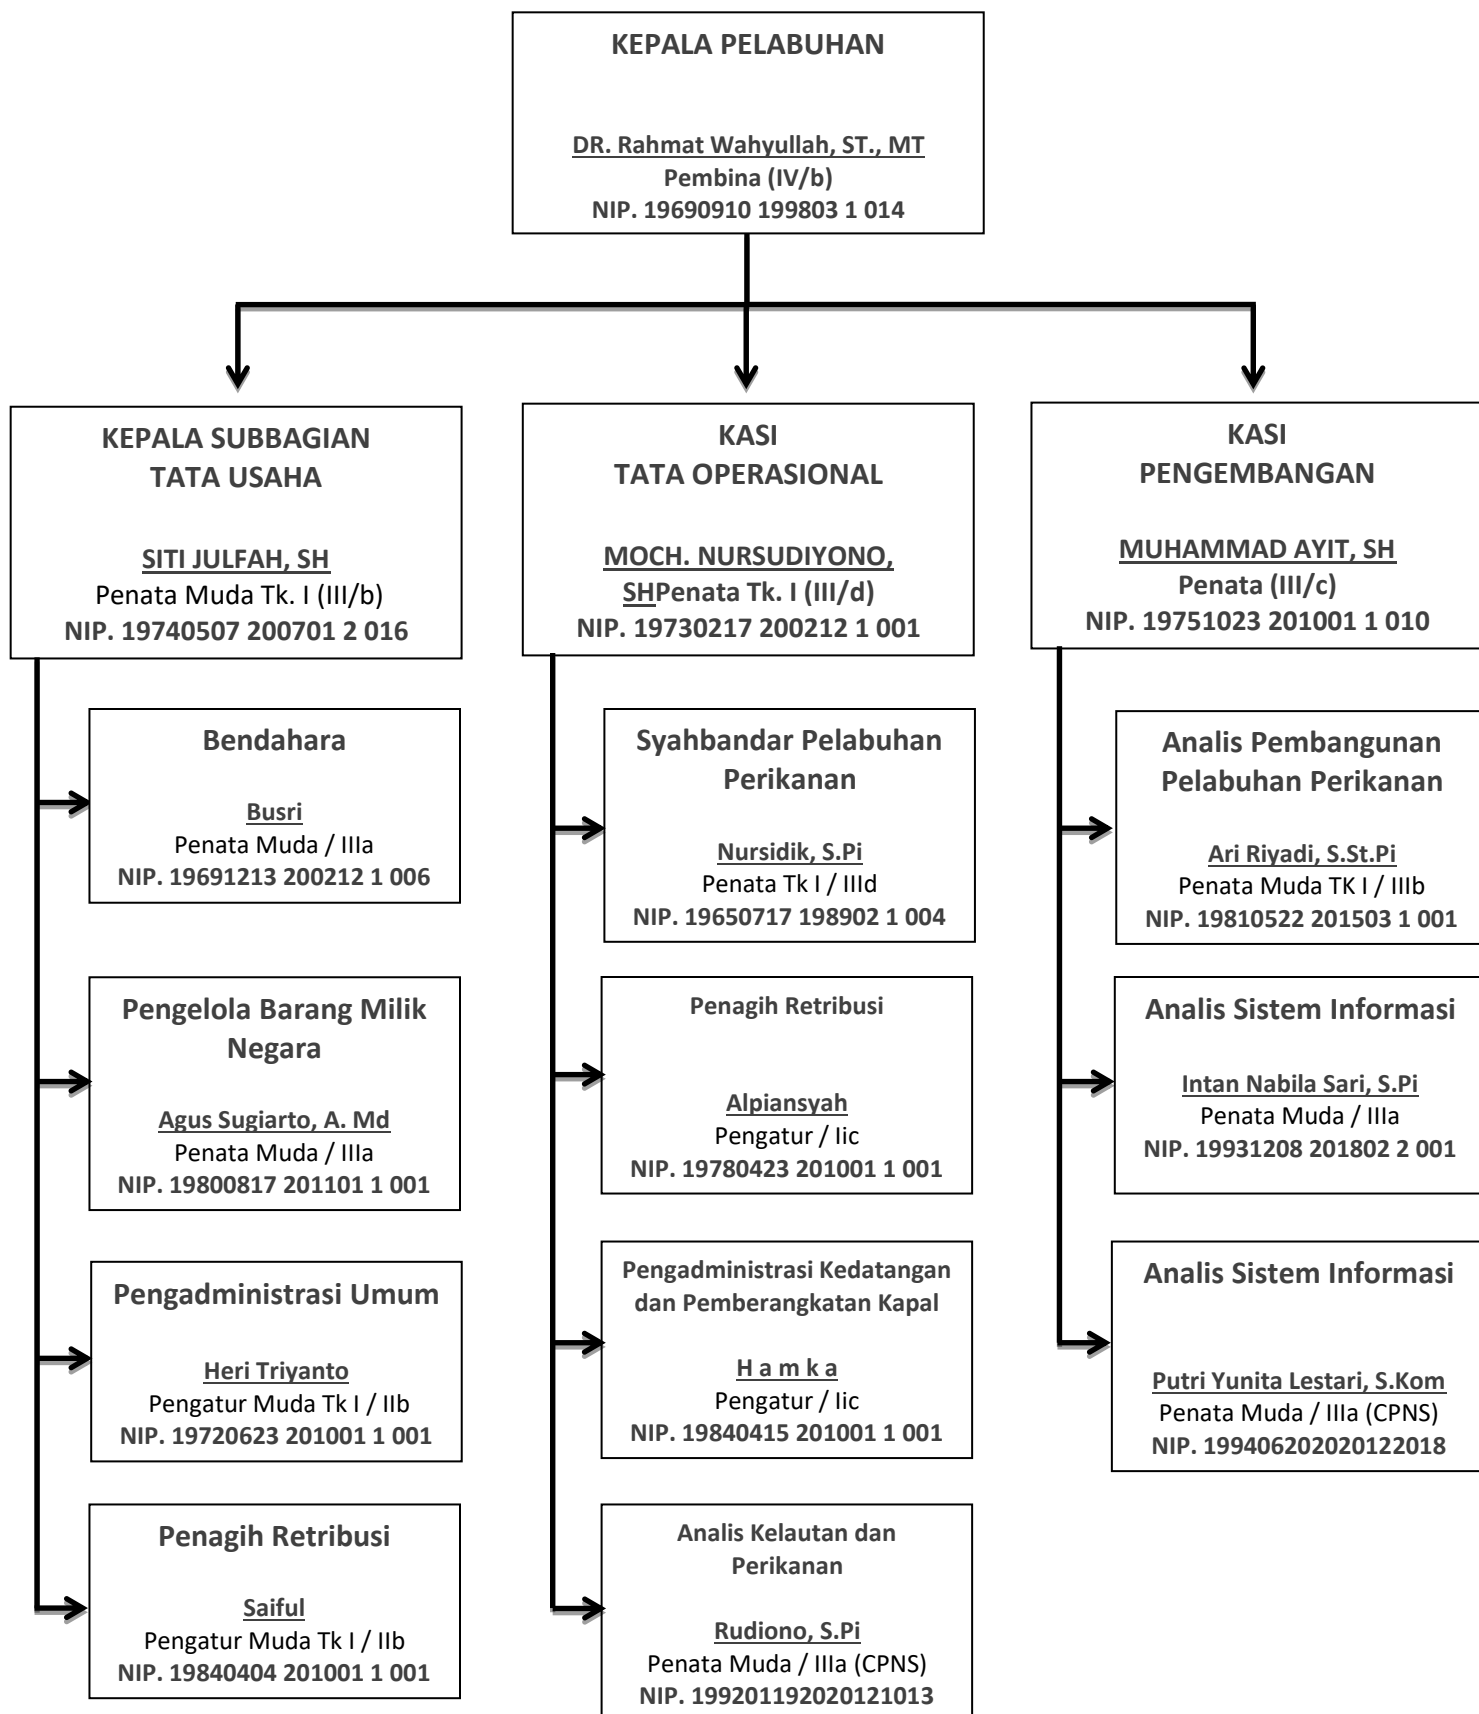 KEPALA PELABUHAN
DR. Rahmat Wahyullah, ST., MT
Pembina (IV/b)
NIP. 19690910 199803 1 014
KEPALA SUBBAGIAN
TATA USAHA
SITI JULFAH, SH
Penata Muda Tk. I (III/b)
NIP. 19740507 200701 2 016
KASI
TATA OPERASIONAL
MOCH. NURSUDIYONO,
SHPenata Tk. I (III/d)
NIP. 19730217 200212 1 001
KASI
PENGEMBANGAN
MUHAMMAD AYIT, SH
Penata (III/c)
NIP. 19751023 201001 1 010
Bendahara
Busri
Penata Muda / IIIa
NIP. 19691213 200212 1 006
Syahbandar Pelabuhan
Perikanan
Nursidik, S.Pi
Penata Tk I / IIId
NIP. 19650717 198902 1 004
Analis Pembangunan
Pelabuhan Perikanan
Ari Riyadi, S.St.Pi
Penata Muda TK I / IIIb
NIP. 19810522 201503 1 001
Pengelola Barang Milik
Negara
Agus Sugiarto, A. Md
Penata Muda / IIIa
NIP. 19800817 201101 1 001
Penagih Retribusi
Alpiansyah
Pengatur / Iic
NIP. 19780423 201001 1 001
Analis Sistem Informasi
Intan Nabila Sari, S.Pi
Penata Muda / IIIa
NIP. 19931208 201802 2 001
Pengadministrasi Umum
Heri Triyanto
Pengatur Muda Tk I / IIb
NIP. 19720623 201001 1 001
Pengadministrasi Kedatangan
dan Pemberangkatan Kapal
H a m k a
Pengatur / Iic
NIP. 19840415 201001 1 001
Analis Sistem Informasi
Putri Yunita Lestari, S.Kom
Penata Muda / IIIa (CPNS)
NIP. 199406202020122018
Penagih Retribusi
Saiful
Pengatur Muda Tk I / IIb
NIP. 19840404 201001 1 001
Analis Kelautan dan
Perikanan
Rudiono, S.Pi
Penata Muda / IIIa (CPNS)
NIP. 199201192020121013